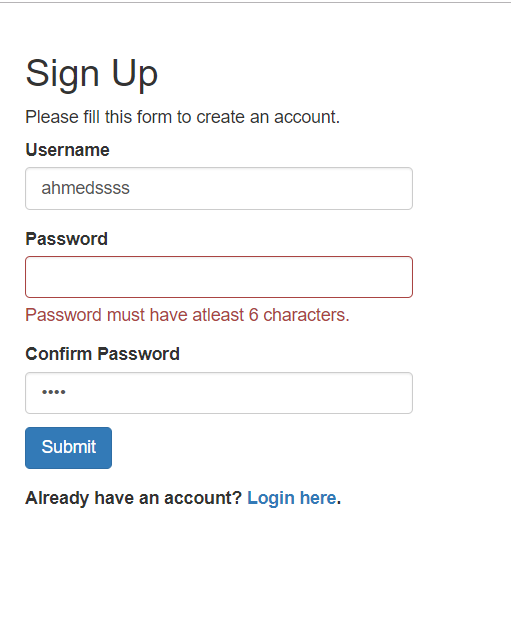 Sign Up
Please fill this form to create an account.
Username
ahmedssss
Password
Password must have atleast 6 characters.
Confirm Password
••••
Submit
Already have an account? Login here.